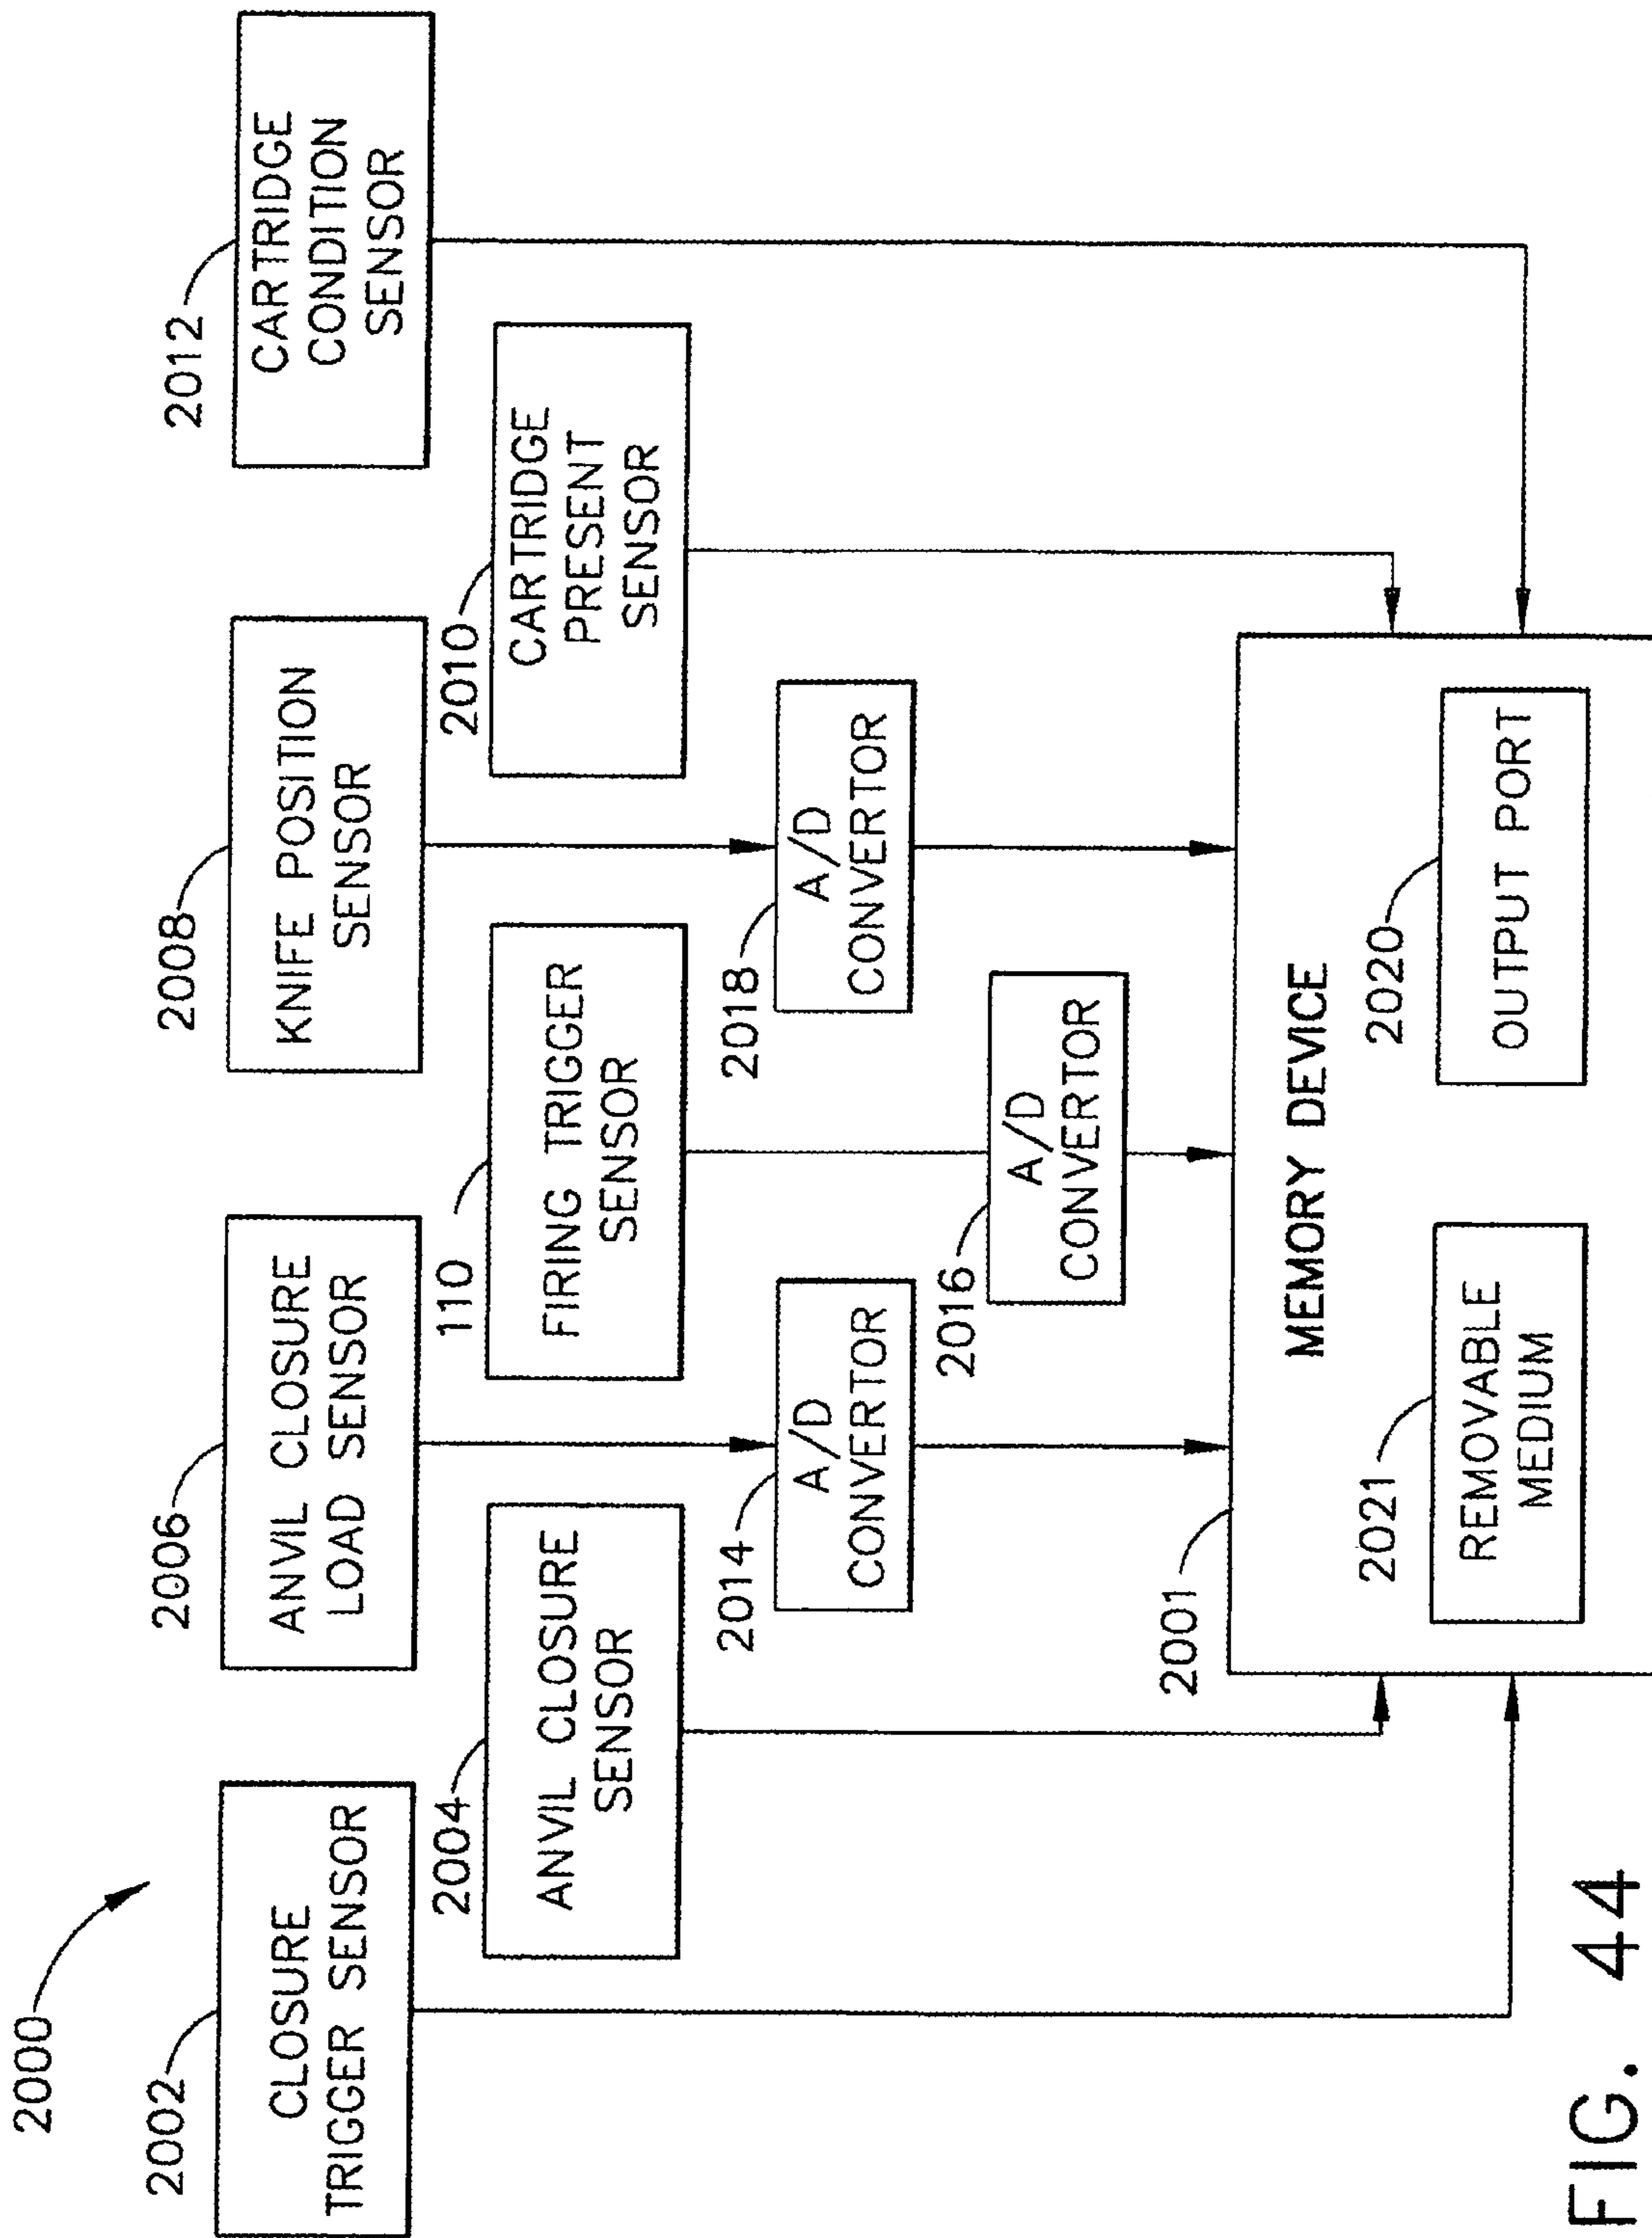 2000
2002
CLOSURE
TRIGGER SENSOR
2006
ANVIL CLOSURE
LOAD SENSOR
2008
KNIFE POSITION
SENSOR
2012
CARTRIDGE
CONDITION
SENSOR
2004
ANVIL CLOSURE
SENSOR
110
FIRING TRIGGER
SENSOR
2010
CARTRIDGE
PRESENT
SENSOR
2014
A/D
CONVERTOR
2018
A/D
CONVERTOR
2016
A/D
CONVERTOR
2001
MEMORY DEVICE
2021
REMOVABLE
MEDIUM
2020
OUTPUT PORT
FIG. 44